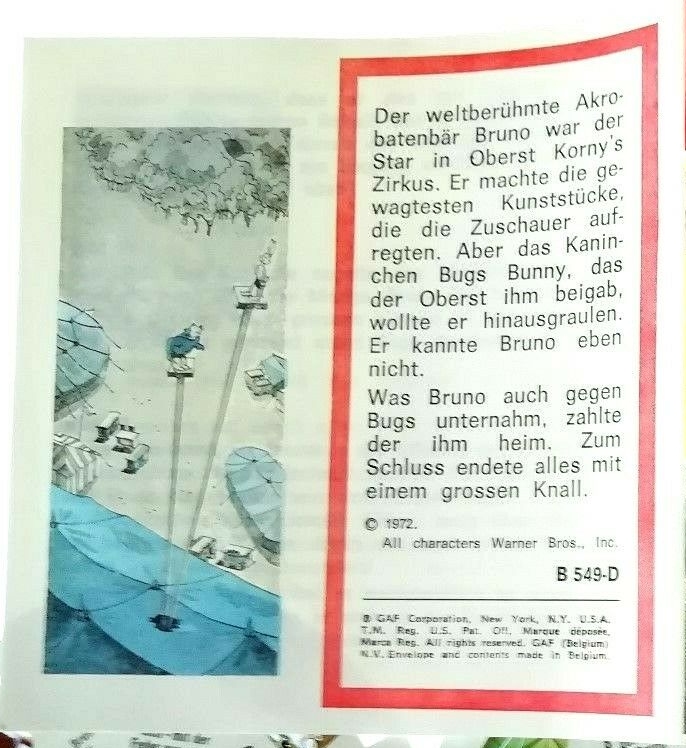 Der weltberühmte Akro-
batenbär Bruno war der
Star in Oberst Korny's
Zirkus. Er machte die ge-
wagtesten Kunststücke,
die die Zuschauer auf-
regten. Aber das Kanin-
chen Bugs Bunny, das
der Oberst ihm beigab,
wollte er hinausgraulen.
Er kannte Bruno eben
nicht.
Was Bruno auch gegen
Bugs unternahm, zahlte
der ihm heim. Zum
Schluss endete alles mit
einem grossen Knall.
© 1972.
All characters Warner Bros., Inc.
B 549-D
® GAF Corporation, New York, N.Y. U.S.A.
T.M. Reg. U.S. Pat. Off. Marque déposée,
Marca Reg. All rights reserved. GAF (Belgium)
N.V. Envelope and contents made in Belgium.